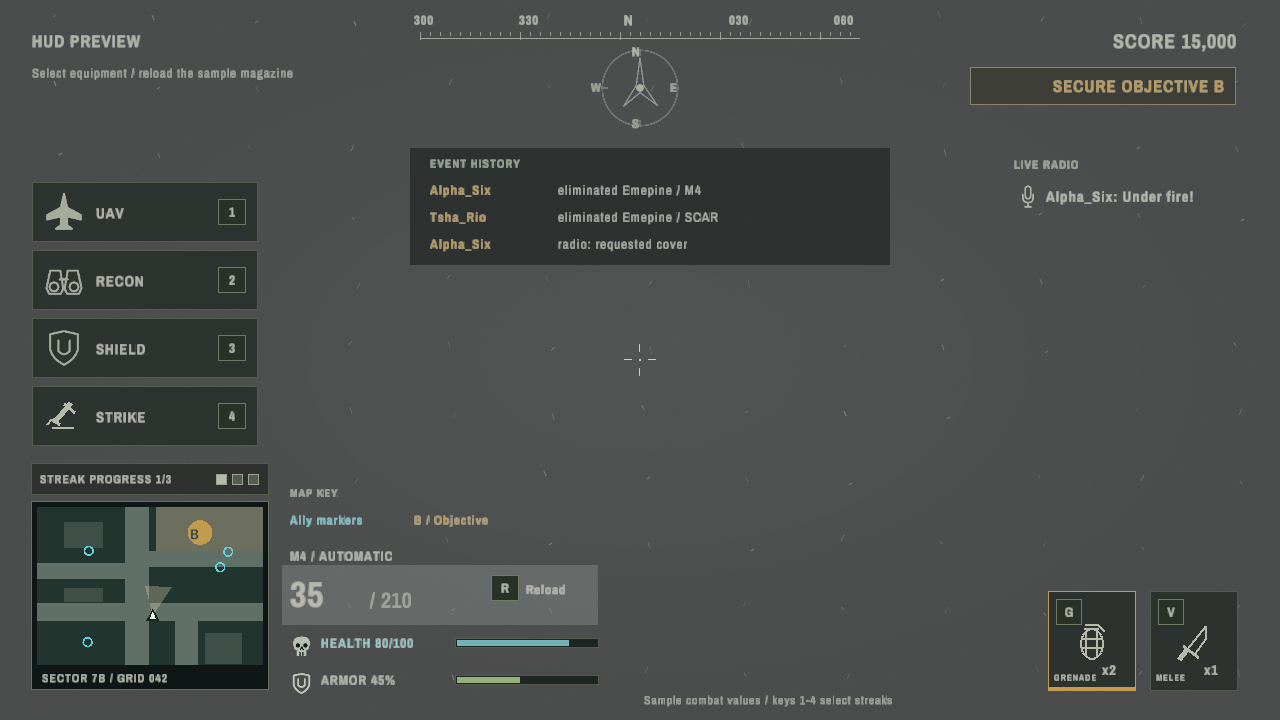 300 330 N 030 060
HUD PREVIEW
Select equipment / reload the sample magazine
N
W E
S
SCORE 15,000
SECURE OBJECTIVE B
EVENT HISTORY
Alpha_Six eliminated Emepine / M4
Tsha_Rio eliminated Emepine / SCAR
Alpha_Six radio: requested cover
LIVE RADIO
Alpha_Six: Under fire!
UAV 1
RECON 2
U SHIELD 3
STRIKE 4
STREAK PROGRESS 1/3
B
SECTOR 7B / GRID 042
MAP KEY
Ally markers B / Objective
M4 / AUTOMATIC
35 / 210 R Reload
HEALTH 80/100
U ARMOR 45%
Sample combat values / keys 1-4 select streaks
G
GRENADE x2
V
MELEE x1